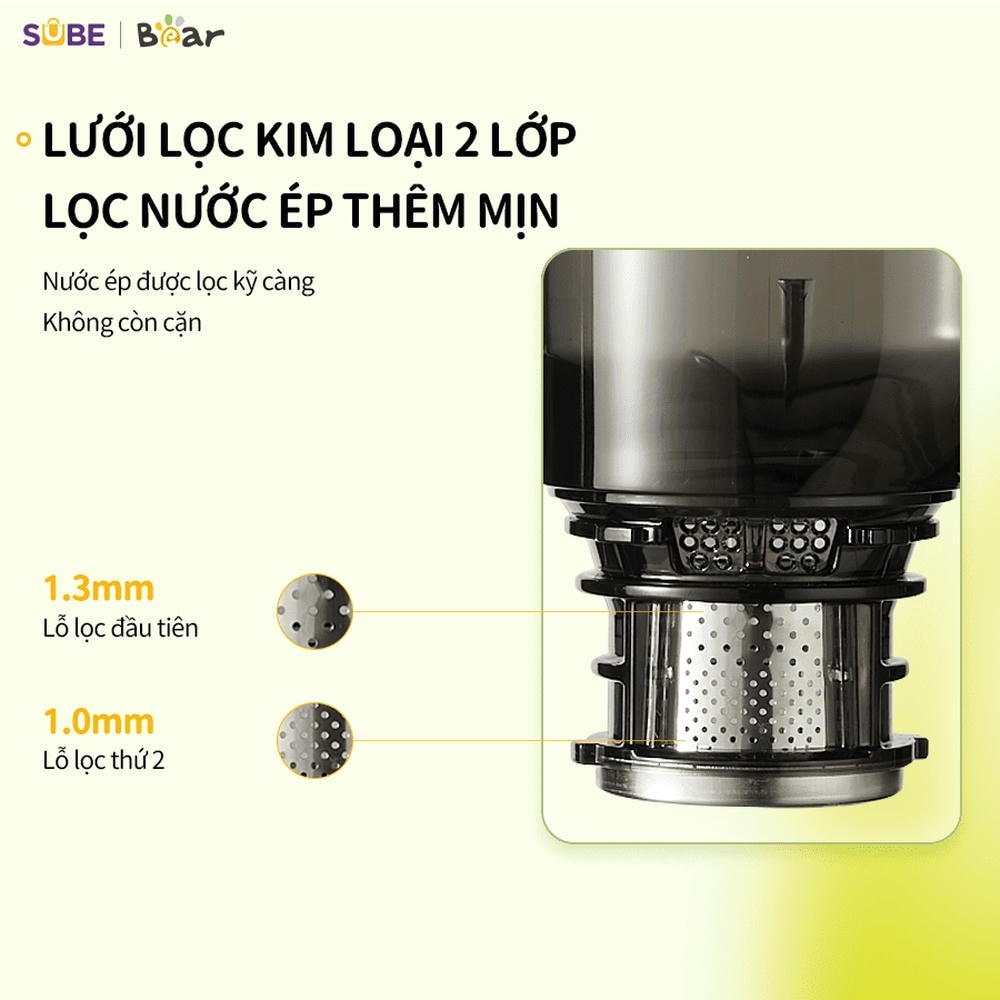 SUBE | Bear
LƯỚI LỌC KIM LOẠI 2 LỚP
LỌC NƯỚC ÉP THÊM MỊN
Nước ép được lọc kỹ càng
Không còn cặn
1.3mm
Lỗ lọc đầu tiên
1.0mm
Lỗ lọc thứ 2